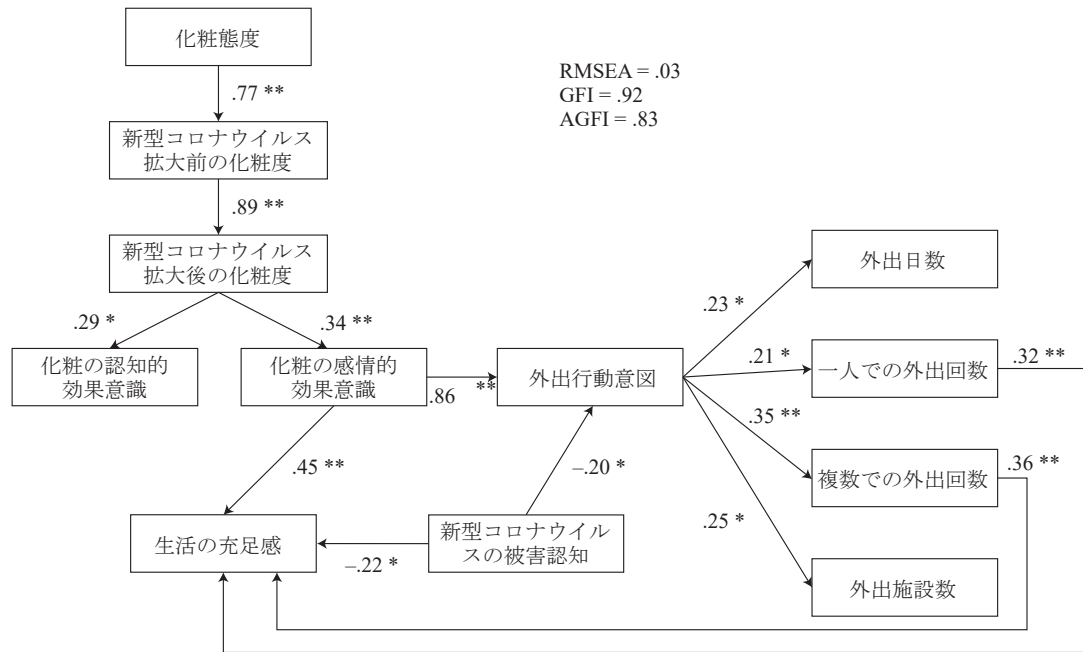 化粧態度
RMSEA = .03
GFI = .92
AGFI = .83
.77 **
新型コロナウイルス
拡大前の化粧度
.89 **
新型コロナウイルス
拡大後の化粧度
外出日数
.29 *
.34 **
.23 *
化粧の認知的
効果意識
化粧の感情的
効果意識
.86 **
外出行動意図
.21 *
一人での外出回数
.32 **
.35 **
.45 **
–.20 *
複数での外出回数
.36 **
.25 *
生活の充足感
–.22 *
新型コロナウイル
スの被害認知
外出施設数